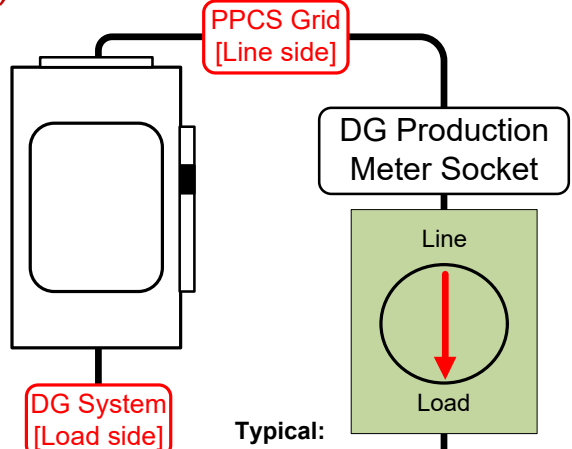 PPCS Grid
[Line side]
DG Production
Meter Socket
Line
Load
DG System
[Load side]
Typical: